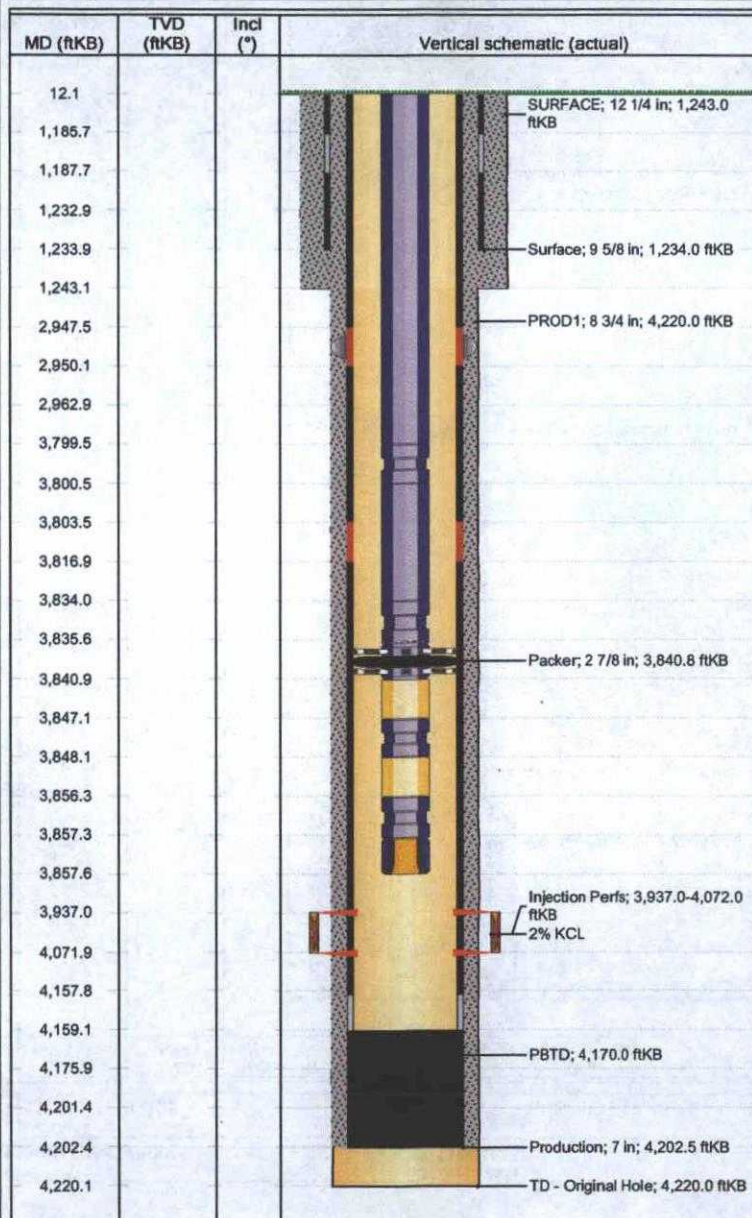 MD (ftKB)
TVD
(ftKB)
Incl
(°)
Vertical schematic (actual)
12.1
1,185.7
1,187.7
1,232.9
1,233.9
1,243.1
2,947.5
2,950.1
2,962.9
3,799.5
3,800.5
3,803.5
3,816.9
3,834.0
3,835.6
3,840.9
3,847.1
3,848.1
3,856.3
3,857.3
3,857.6
3,937.0
4,071.9
4,157.8
4,159.1
4,175.9
4,201.4
4,202.4
4,220.1
SURFACE; 12 1/4 in; 1,243.0
ftKB
Surface; 9 5/8 in; 1,234.0 ftKB
PROD1; 8 3/4 in; 4,220.0 ftKB
Packer; 2 7/8 in; 3,840.8 ftKB
Injection Perfs; 3,937.0-4,072.0
ftKB
2% KCL
PBTD; 4,170.0 ftKB
Production; 7 in; 4,202.5 ftKB
TD - Original Hole; 4,220.0 ftKB